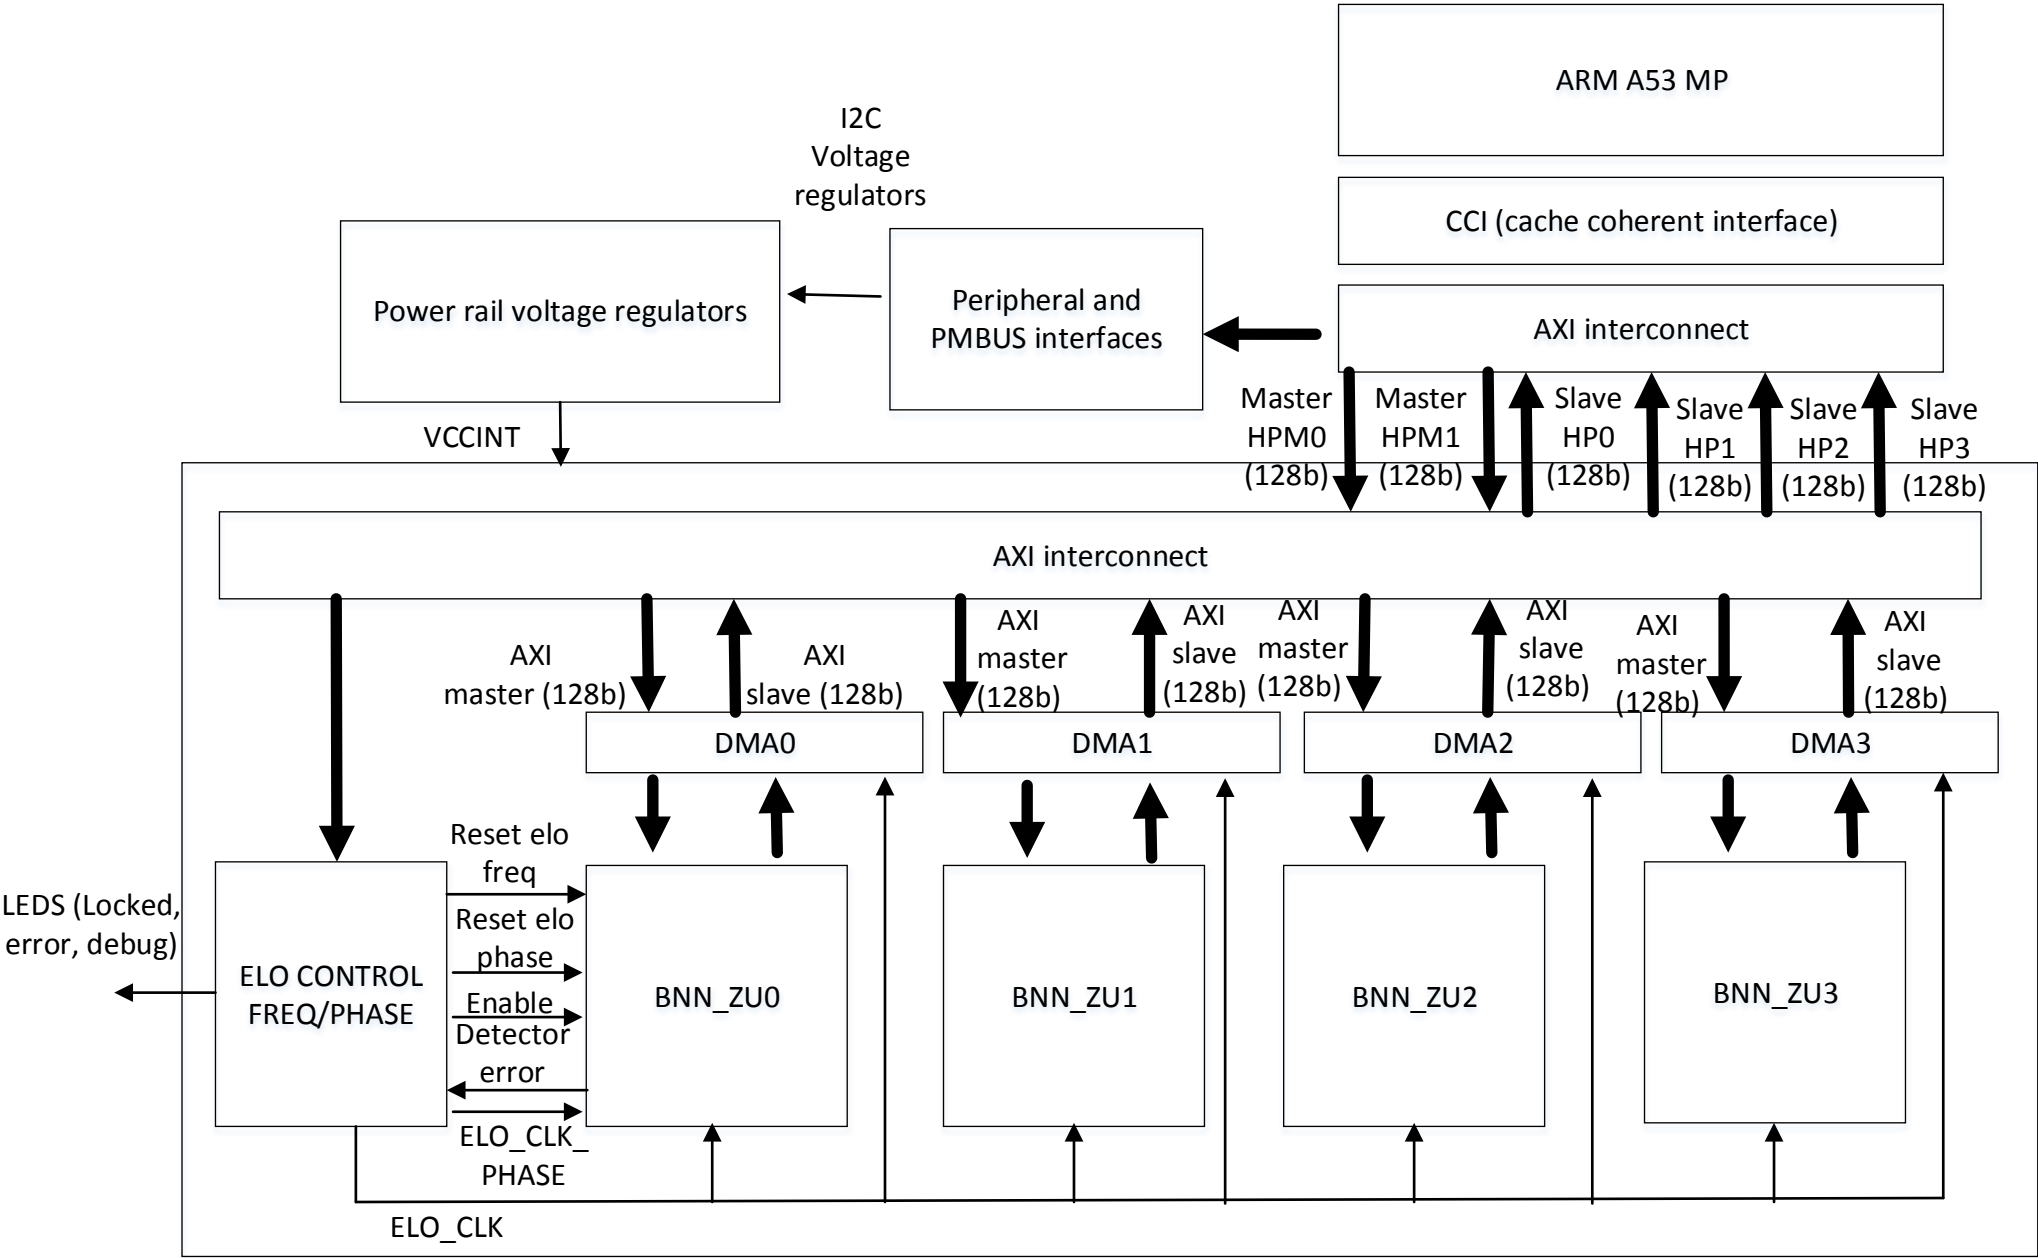 ARM A53 MP
I2C
Voltage
regulators
CCI (cache coherent interface)
Power rail voltage regulators
Peripheral and
PMBUS interfaces
AXI interconnect
VCCINT
Master
HPM0
(128b)
Master
HPM1
(128b)
Slave
HP0
(128b)
Slave
HP1
(128b)
Slave
HP2
(128b)
Slave
HP3
(128b)
AXI interconnect
AXI
master (128b)
AXI
slave (128b)
AXI
master
(128b)
AXI
slave
(128b)
AXI
master
(128b)
AXI
slave
(128b)
AXI
master
(128b)
AXI
slave
(128b)
DMA0
DMA1
DMA2
DMA3
LEDS (Locked,
error, debug)
ELO CONTROL
FREQ/PHASE
Reset elo
freq
Reset elo
phase
Enable
Detector
error
ELO_CLK_
PHASE
BNN_ZU0
BNN_ZU1
BNN_ZU2
BNN_ZU3
ELO_CLK